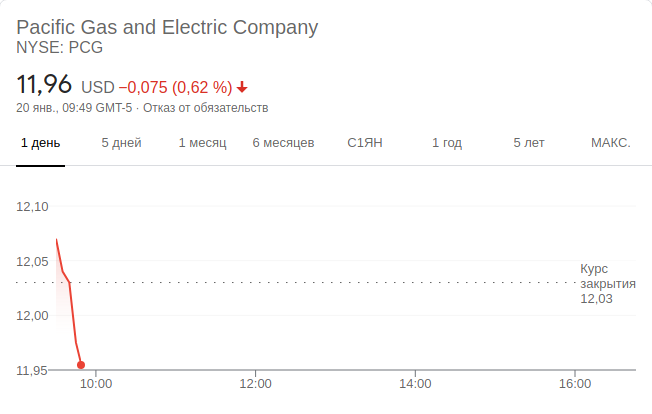 Pacific Gas and Electric Company
NYSE: PCG
11,96 USD −0,075 (0,62 %)
20 янв., 09:49 GMT-5 · Отказ от обязательств
1 день 5 дней 1 месяц 6 месяцев С1ЯН 1 год 5 лет МАКС.
12,10
12,05
Курс
закрытия
12,03
12,00
11,95
10:00 12:00 14:00 16:00